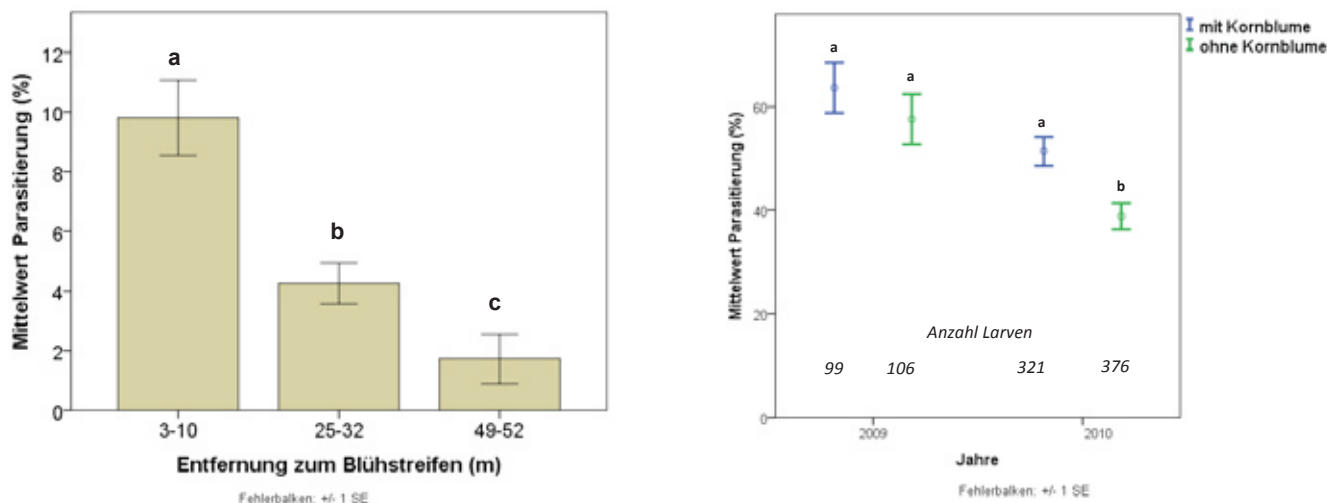 Mittelwert Parasitierung (%)
12
10
8
6
4
2
0
a
b
c
3-10
25-32
49-52
Entfernung zum Blühstreifen (m)
Fehlerbalken: +/- 1 SE
mit Kornblume
ohne Kornblume
Mittelwert Parasitierung (%)
60
40
20
0
a
a
a
b
Anzahl Larven
99 106 321 376
2009 2010
Jahre
Fehlerbalken: +/- 1 SE